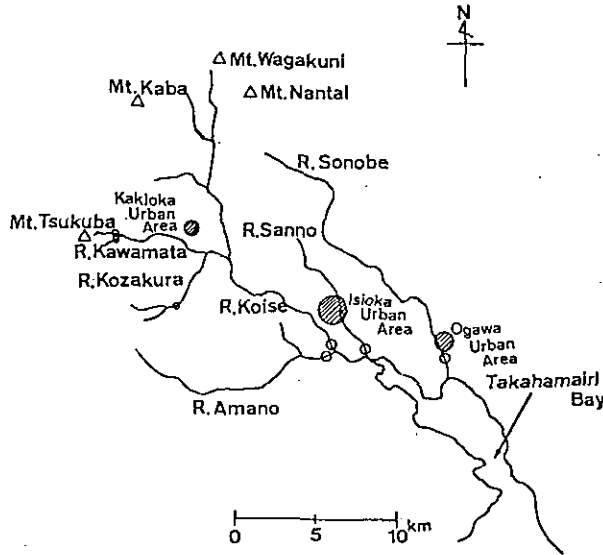 N
Mt.Wagakuni
Mt.Kaba
Mt.Nantai
R.Sonobe
Kakioka
Urban
Area
R.Sanno
Mt.Tsukuba
R.Kawamata
R.Kozakura
R.Koise
Isioka
Urban
Area
Ogawa
Urban
Area
Takahamairi
Bay
R.Amano
0 5 10 km